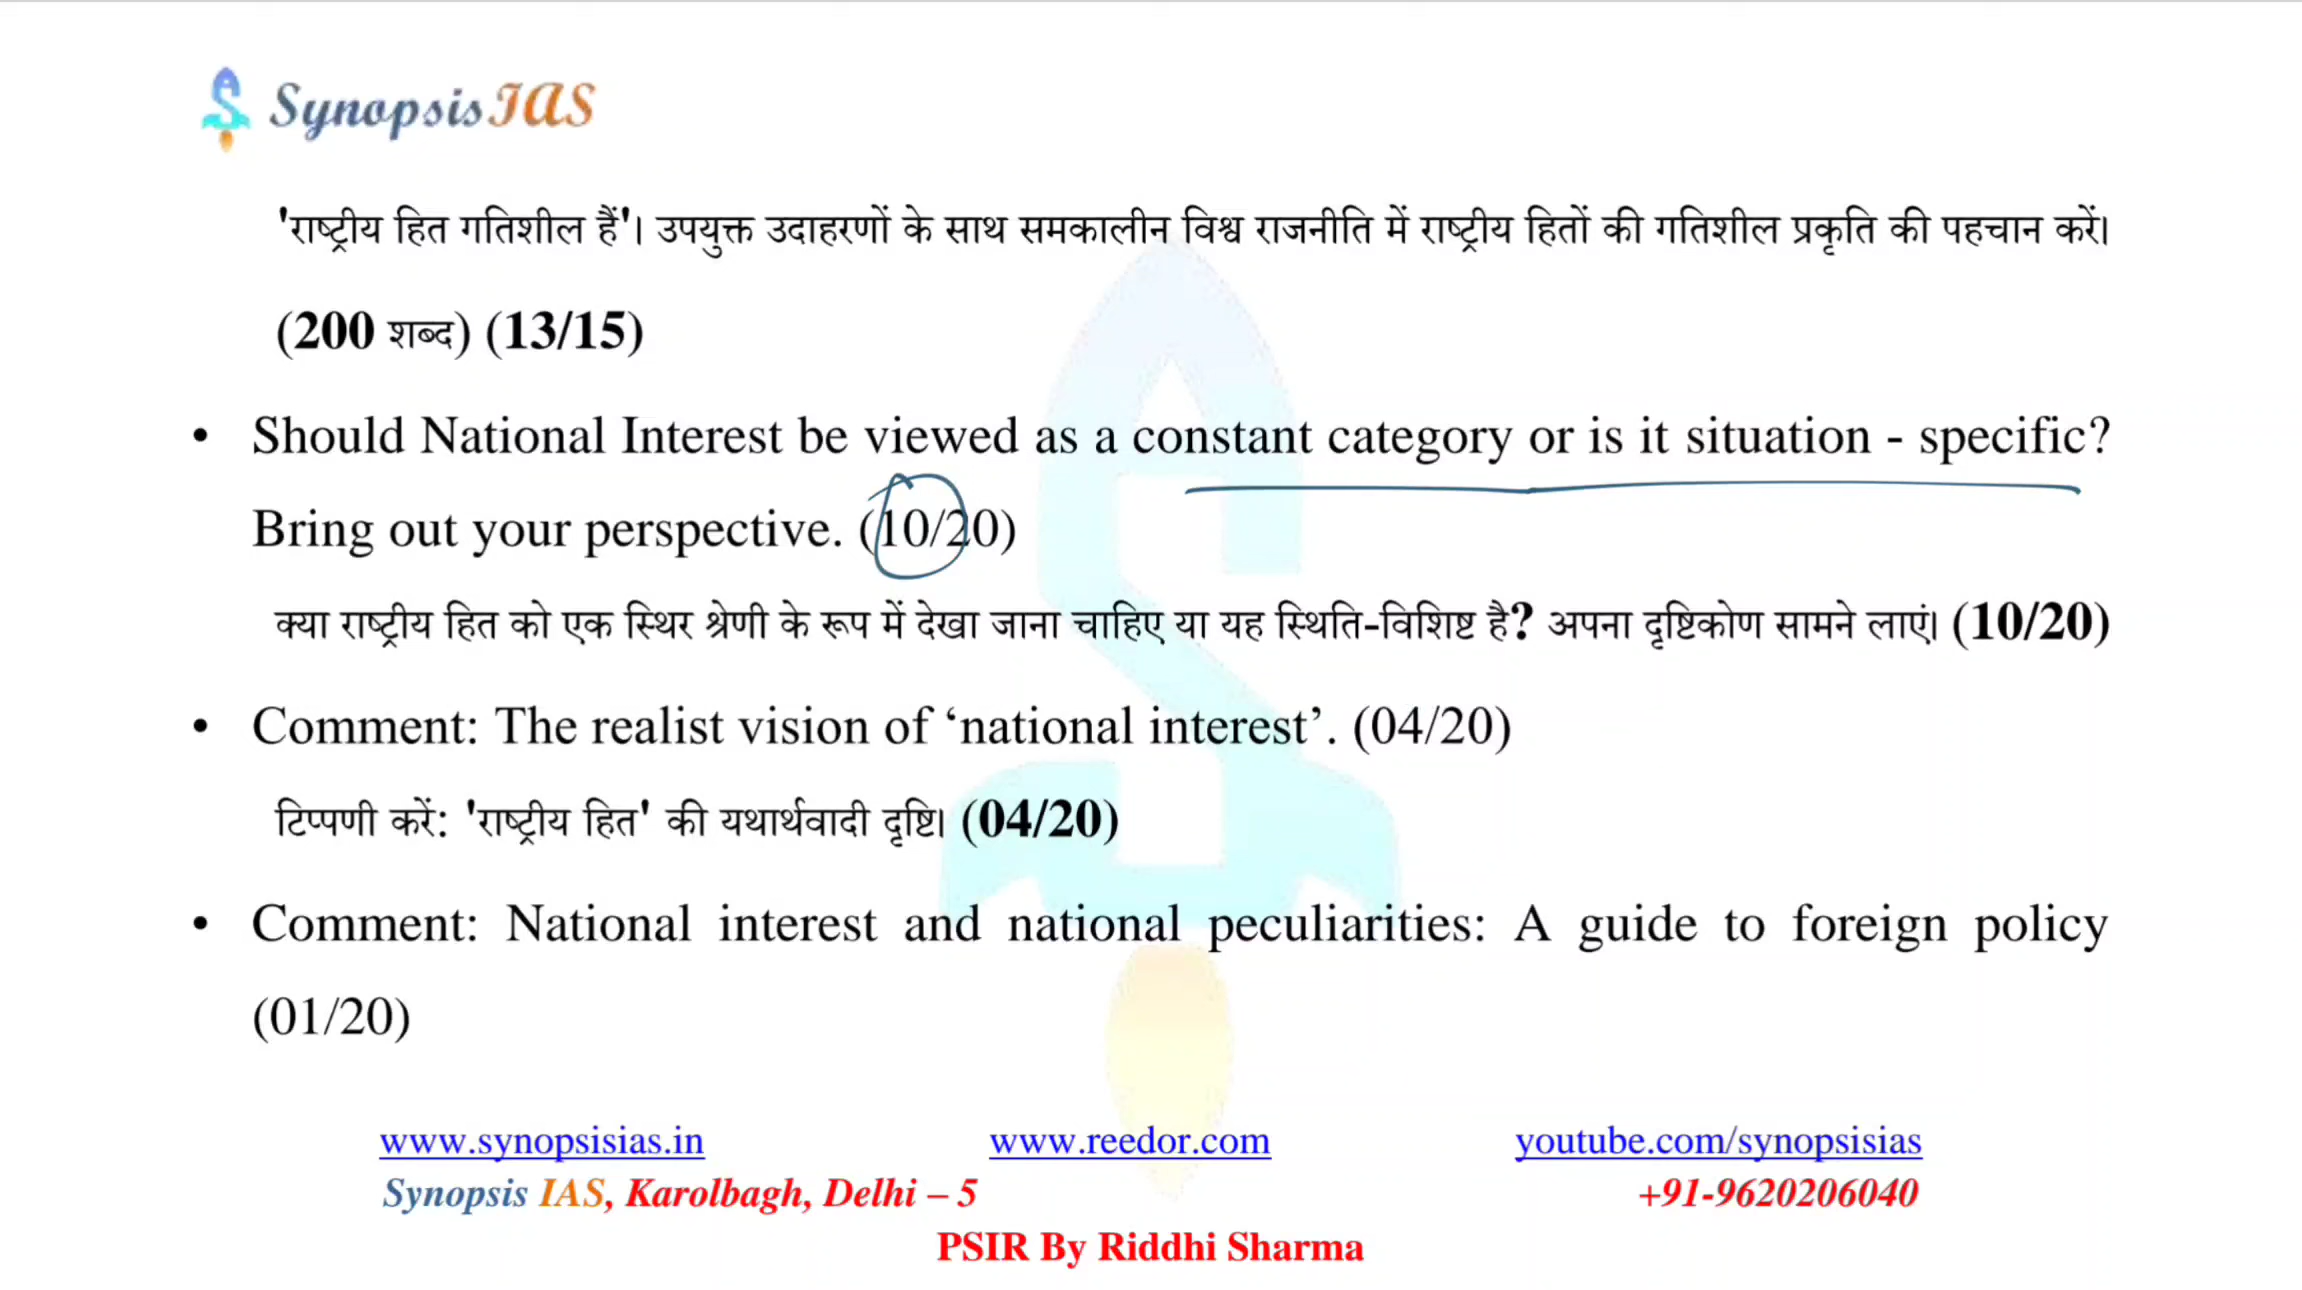 Synopsis IAS
'राष्ट्रीय हित गतिशील हैं'। उपयुक्त उदाहरणों के साथ समकालीन विश्व राजनीति में राष्ट्रीय हितों की गतिशील प्रकृति की पहचान करें।
(200 शब्द) (13/15)
• Should National Interest be viewed as a constant category or is it situation - specific?
Bring out your perspective. (10/20)
क्या राष्ट्रीय हित को एक स्थिर श्रेणी के रूप में देखा जाना चाहिए या यह स्थिति-विशिष्ट है? अपना दृष्टिकोण सामने लाएं। (10/20)
• Comment: The realist vision of ‘national interest’. (04/20)
टिप्पणी करें: 'राष्ट्रीय हित' की यथार्थवादी दृष्टि। (04/20)
• Comment: National interest and national peculiarities: A guide to foreign policy
(01/20)
www.synopsisias.in www.reedor.com youtube.com/synopsisias
Synopsis IAS, Karolbagh, Delhi – 5 +91-9620206040
PSIR By Riddhi Sharma